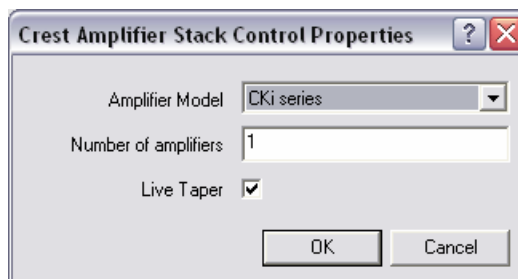 Crest Amplifier Stack Control Properties
Amplifier Model CKi series
Number of amplifiers 1
Live Taper
OK Cancel